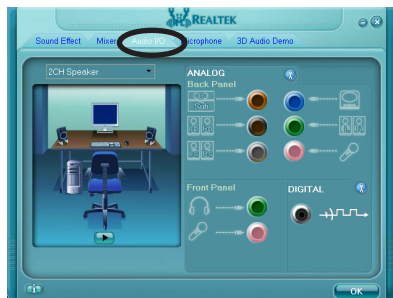 REALTEK
Sound Effect Mixer Audio I/O Microphone 3D Audio Demo
2CH Speaker
ANALOG
Back Panel
Front Panel
DIGITAL
OK